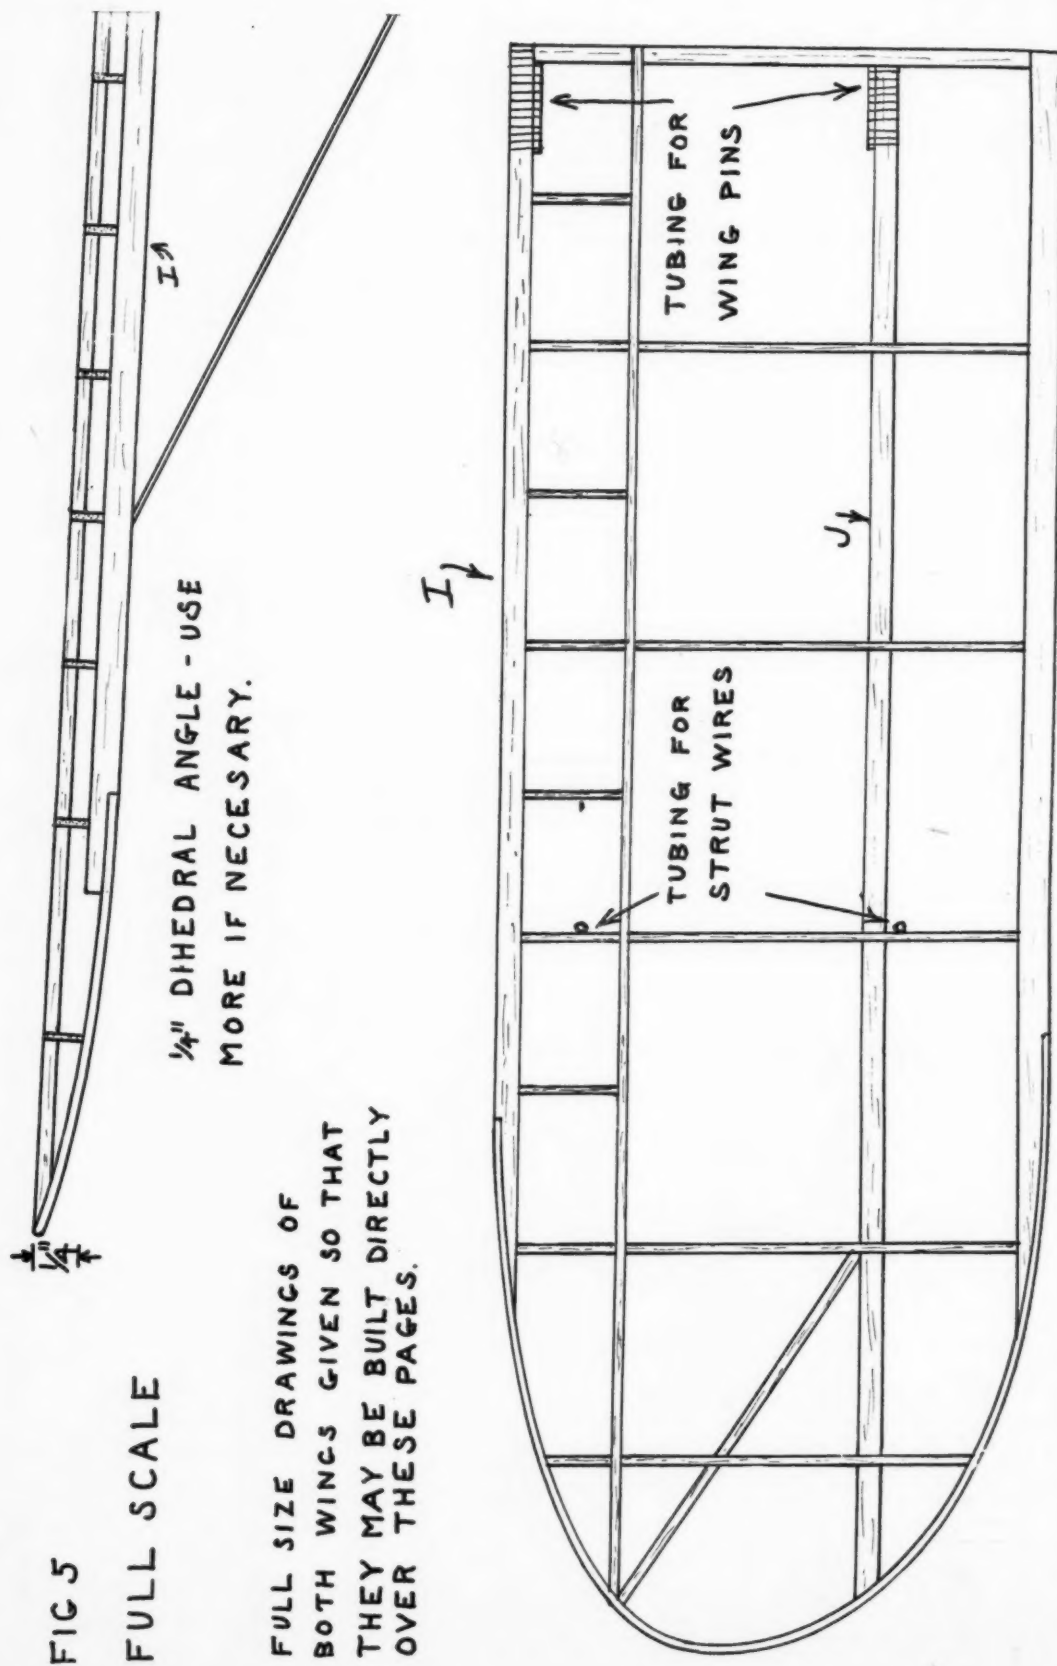 FIG 5
FULL SCALE
FULL SIZE DRAWINGS OF
BOTH WINGS GIVEN SO THAT
THEY MAY BE BUILT DIRECTLY
OVER THESE PAGES.
1/4"
1/4" DIHEDRAL ANGLE - USE
MORE IF NECESSARY.
I
I
J
TUBING FOR
STRUT WIRES
TUBING FOR
WING PINS